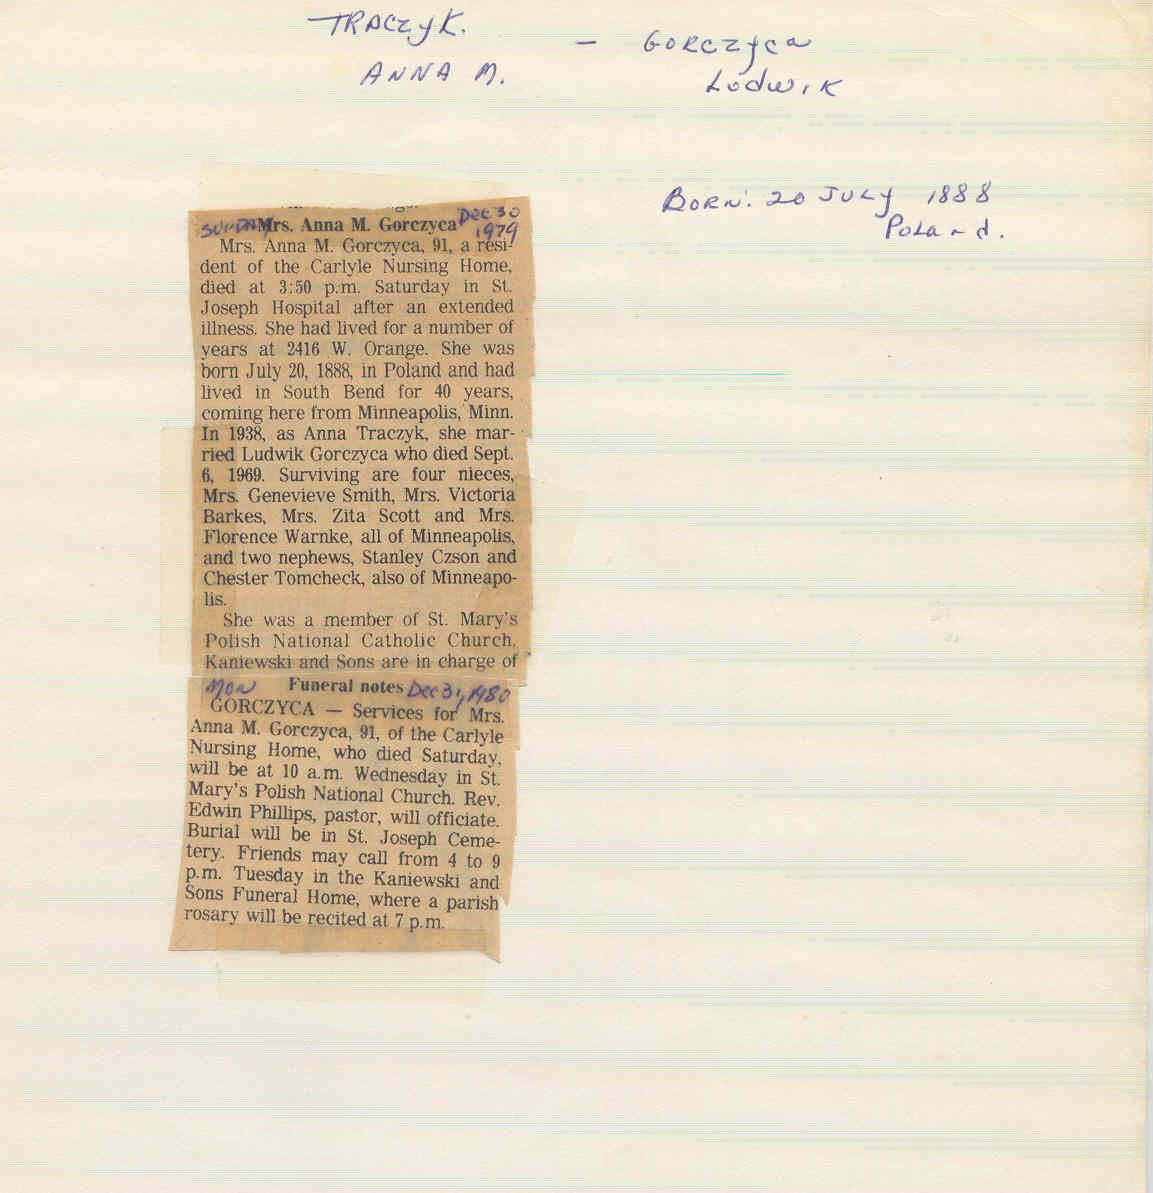 TRACZYK. - GORCZYCA
ANNA M. LUDWIK
BORN: 20 JULY 1888
POLAND.
SUNDAY Mrs. Anna M. Gorczyca Dec 30
1979
Mrs. Anna M. Gorczyca, 91, a resi-
dent of the Carlyle Nursing Home,
died at 3:50 p.m. Saturday in St.
Joseph Hospital after an extended
illness. She had lived for a number of
years at 2416 W. Orange. She was
born July 20, 1888, in Poland and had
lived in South Bend for 40 years,
coming here from Minneapolis, Minn.
In 1938, as Anna Traczyk, she mar-
ried Ludwik Gorczyca who died Sept.
6, 1969. Surviving are four nieces,
Mrs. Genevieve Smith, Mrs. Victoria
Barkes, Mrs. Zita Scott and Mrs.
Florence Warnke, all of Minneapolis,
and two nephews, Stanley Czson and
Chester Tomcheck, also of Minneapo-
lis.
She was a member of St. Mary's
Polish National Catholic Church.
Kaniewski and Sons are in charge of
MON Funeral notes Dec 31, 1980
GORCZYCA — Services for Mrs.
Anna M. Gorczyca, 91, of the Carlyle
Nursing Home, who died Saturday,
will be at 10 a.m. Wednesday in St.
Mary's Polish National Church. Rev.
Edwin Phillips, pastor, will officiate.
Burial will be in St. Joseph Ceme-
tery. Friends may call from 4 to 9
p.m. Tuesday in the Kaniewski and
Sons Funeral Home, where a parish
rosary will be recited at 7 p.m.